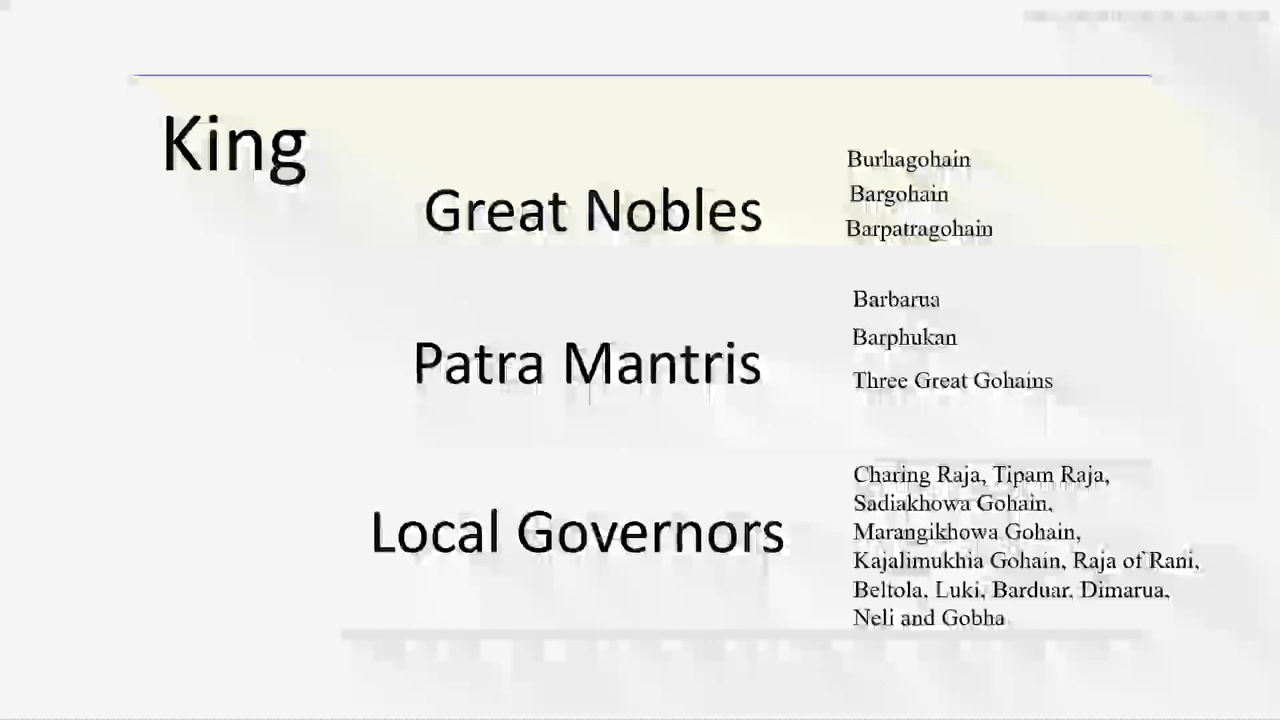 King
Great Nobles
Burhagohain
Bargohain
Barpatragohain
Patra Mantris
Barbarua
Barphukan
Three Great Gohains
Local Governors
Charing Raja, Tipam Raja,
Sadiakhowa Gohain,
Marangikhowa Gohain,
Kajalimukhia Gohain, Raja of Rani,
Beltola, Luki, Barduar, Dimarua,
Neli and Gobha